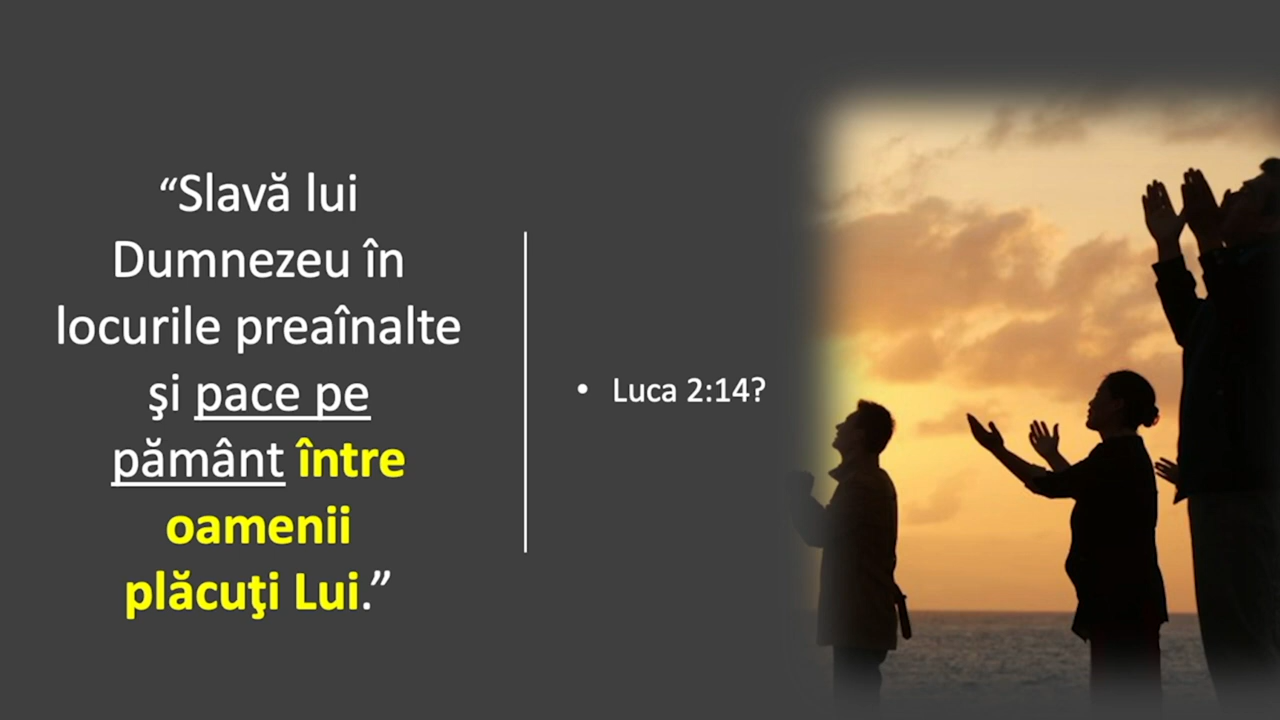 “Slavă lui
Dumnezeu în
locurile preaînalte
şi pace pe
pământ între
oamenii
plăcuţi Lui.”
• Luca 2:14?